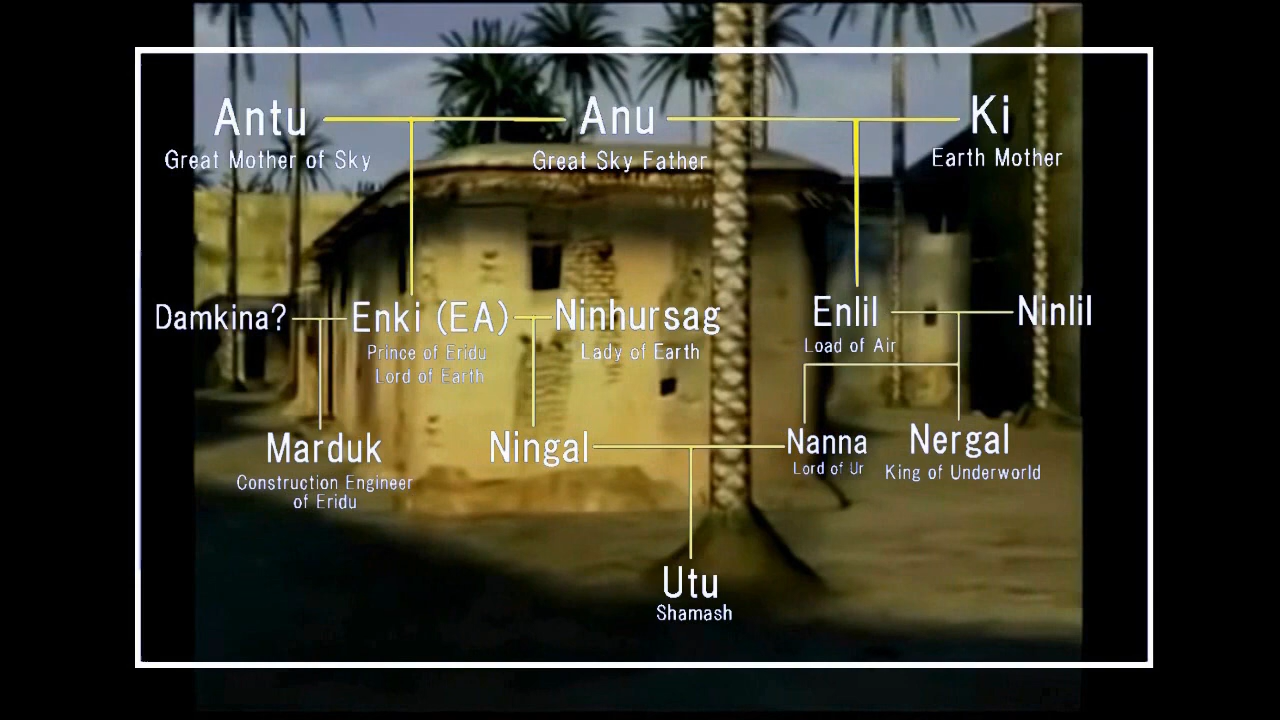 Antu
Anu
Ki
Great Mother of Sky
Great Sky Father
Earth Mother
Damkina?
Enki (EA)
Ninhursag
Enlil
Ninlil
Prince of Eridu
Lord of Earth
Lady of Earth
Load of Air
Marduk
Ningal
Nanna
Nergal
Construction Engineer
of Eridu
Lord of Ur
King of Underworld
Utu
Shamash